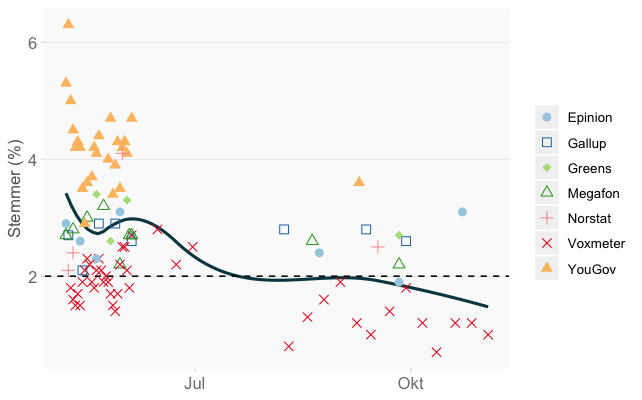 Stemmer (%)
6
4
2
Jul
Okt
Epinion
Gallup
Greens
Megafon
Norstat
Voxmeter
YouGov